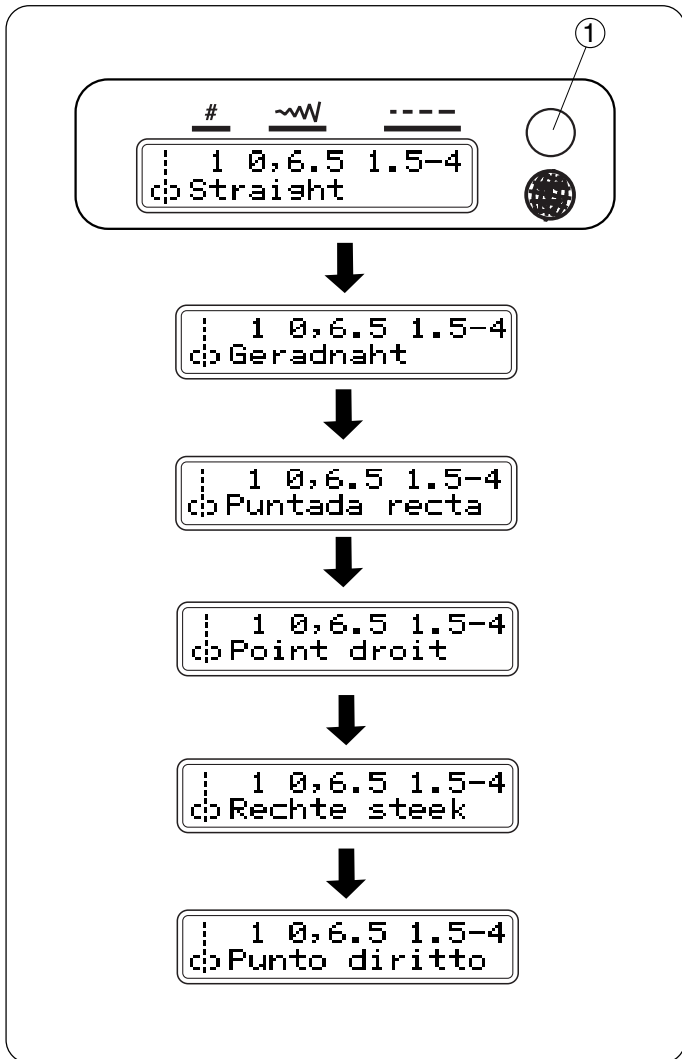 ①
#
1 0,6.5 1.5-4
Straight
1 0,6.5 1.5-4
Geradnaht
1 0,6.5 1.5-4
Puntada recta
1 0,6.5 1.5-4
Point droit
1 0,6.5 1.5-4
Rechte steek
1 0,6.5 1.5-4
Punto diritto